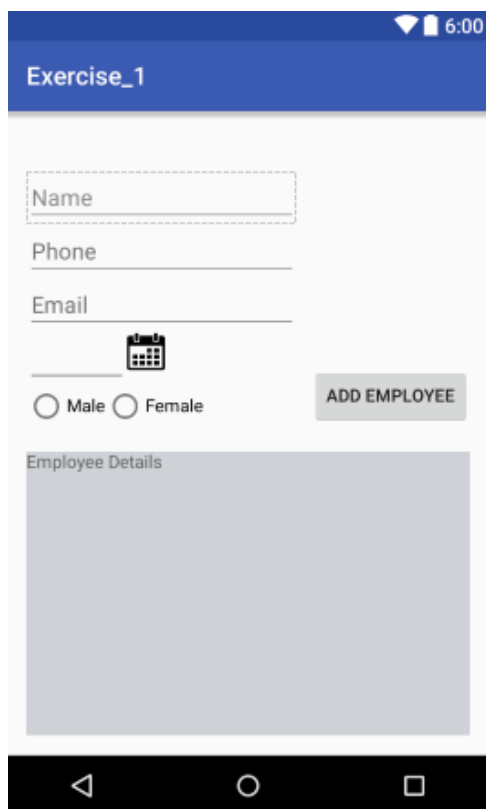 6:00
Exercise_1
Name
Phone
Email
Male Female
ADD EMPLOYEE
Employee Details